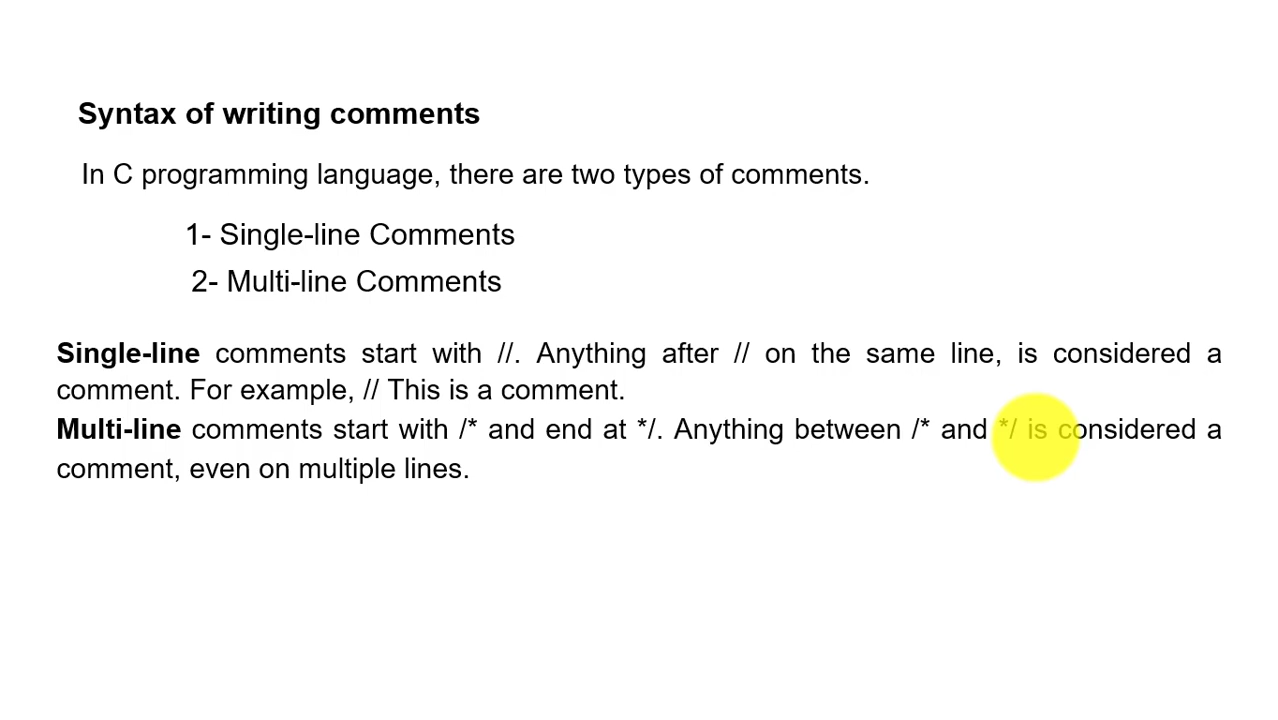 Syntax of writing comments
In C programming language, there are two types of comments.
1- Single-line Comments
2- Multi-line Comments
Single-line comments start with //. Anything after // on the same line, is considered a
comment. For example, // This is a comment.
Multi-line comments start with /* and end at */. Anything between /* and */ is considered a
comment, even on multiple lines.